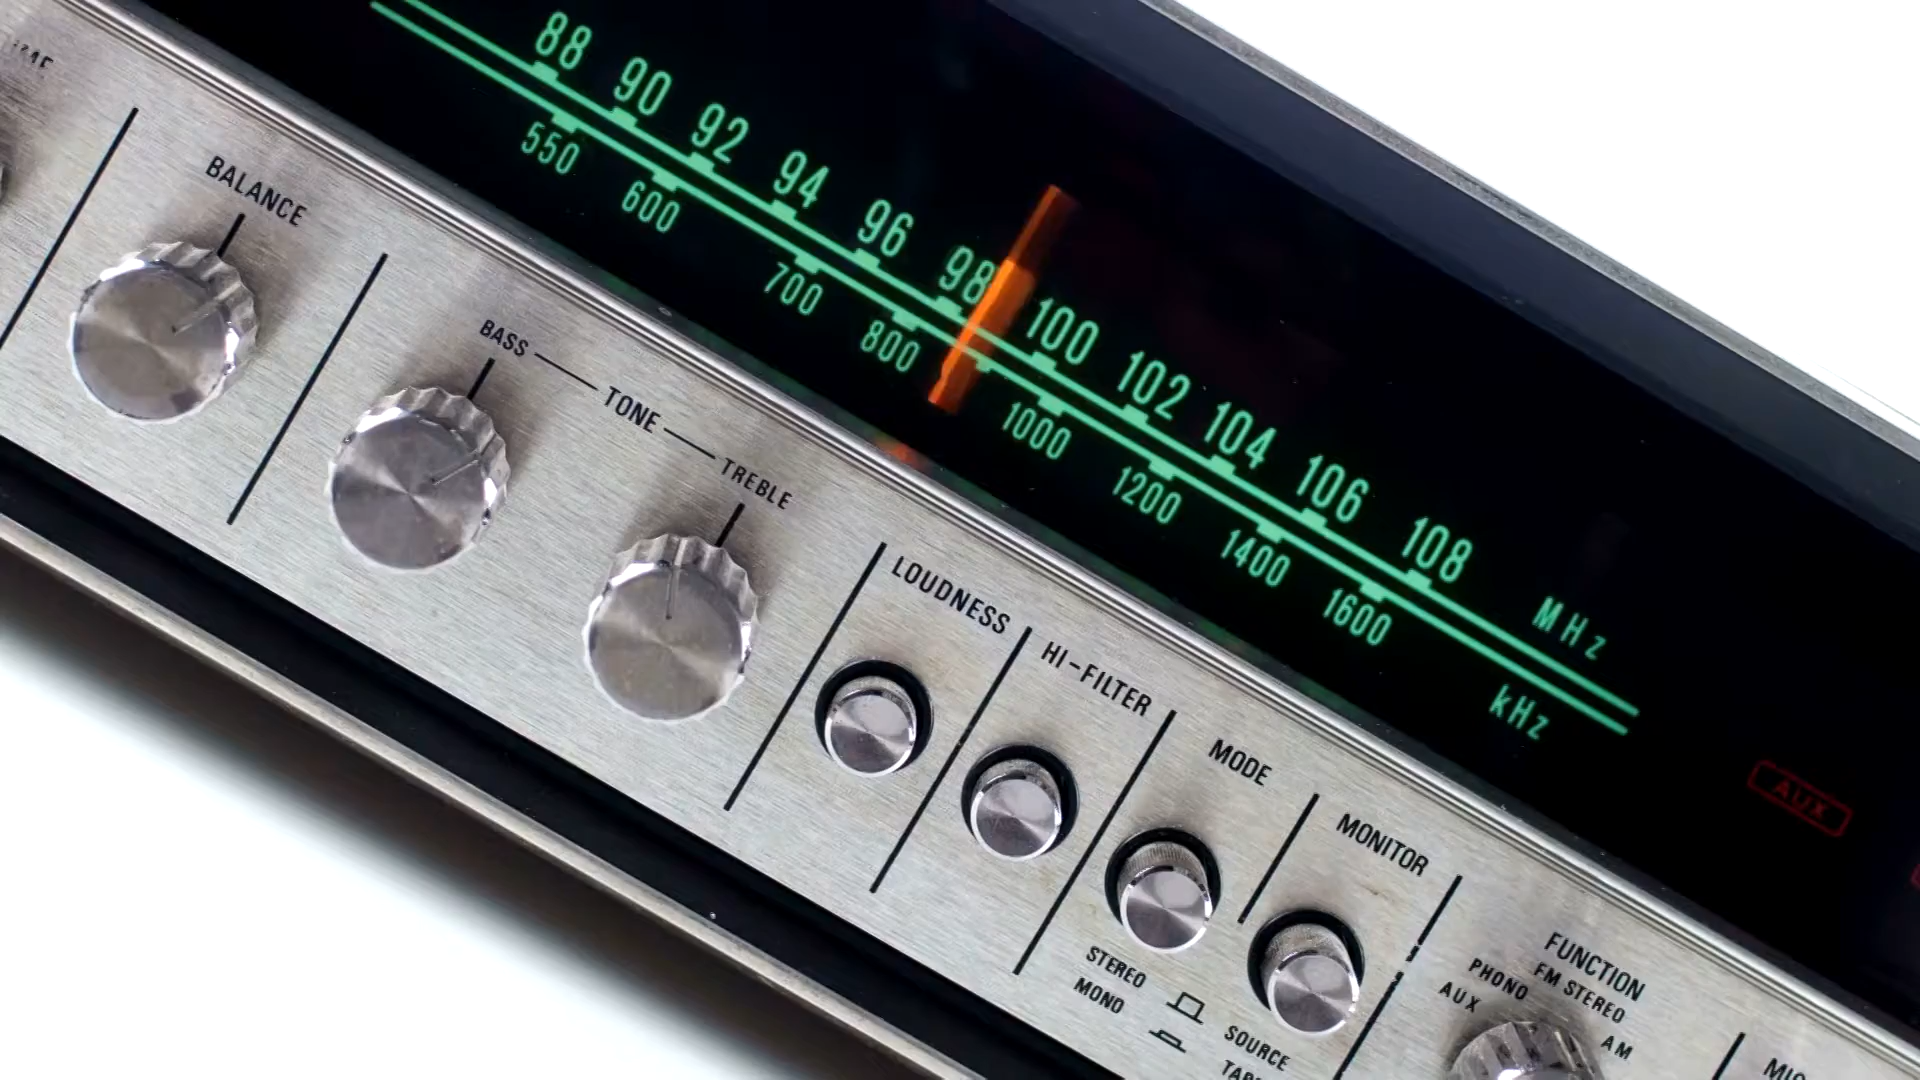 88 90 92 94 96 98 100 102 104 106 108 MHz
550 600 700 800 1000 1200 1400 1600 kHz
AUX
BALANCE
BASS TONE TREBLE
LOUDNESS
HI-FILTER
MODE
STEREO
MONO
MONITOR
SOURCE
FUNCTION
AUX PHONO FM STEREO AM